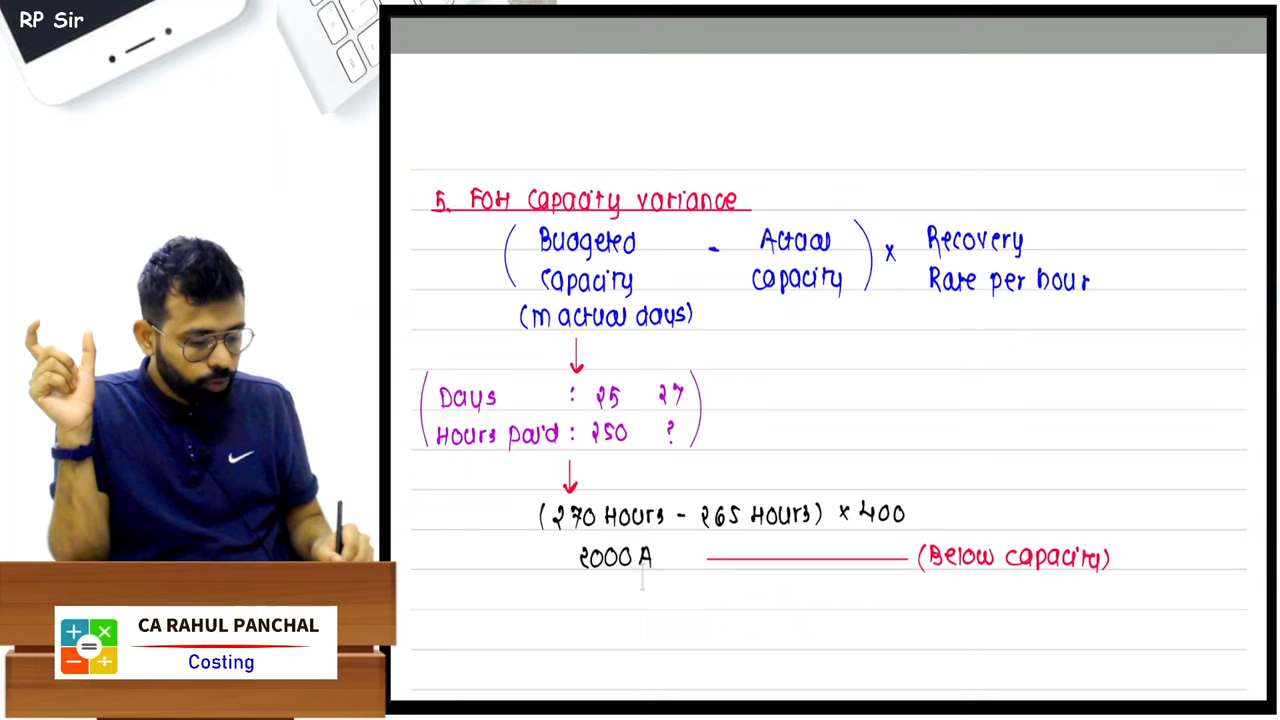 RP Sir
5. FOH Capacity variance
( Budgeted - Actual ) × Recovery
Capacity capacity Rate per hour
(in actual days)
( Days : 25 27 )
Hours paid : 250 ?
(270 Hours - 265 Hours) × 400
2000 A (Below capacity)
CA RAHUL PANCHAL
Costing